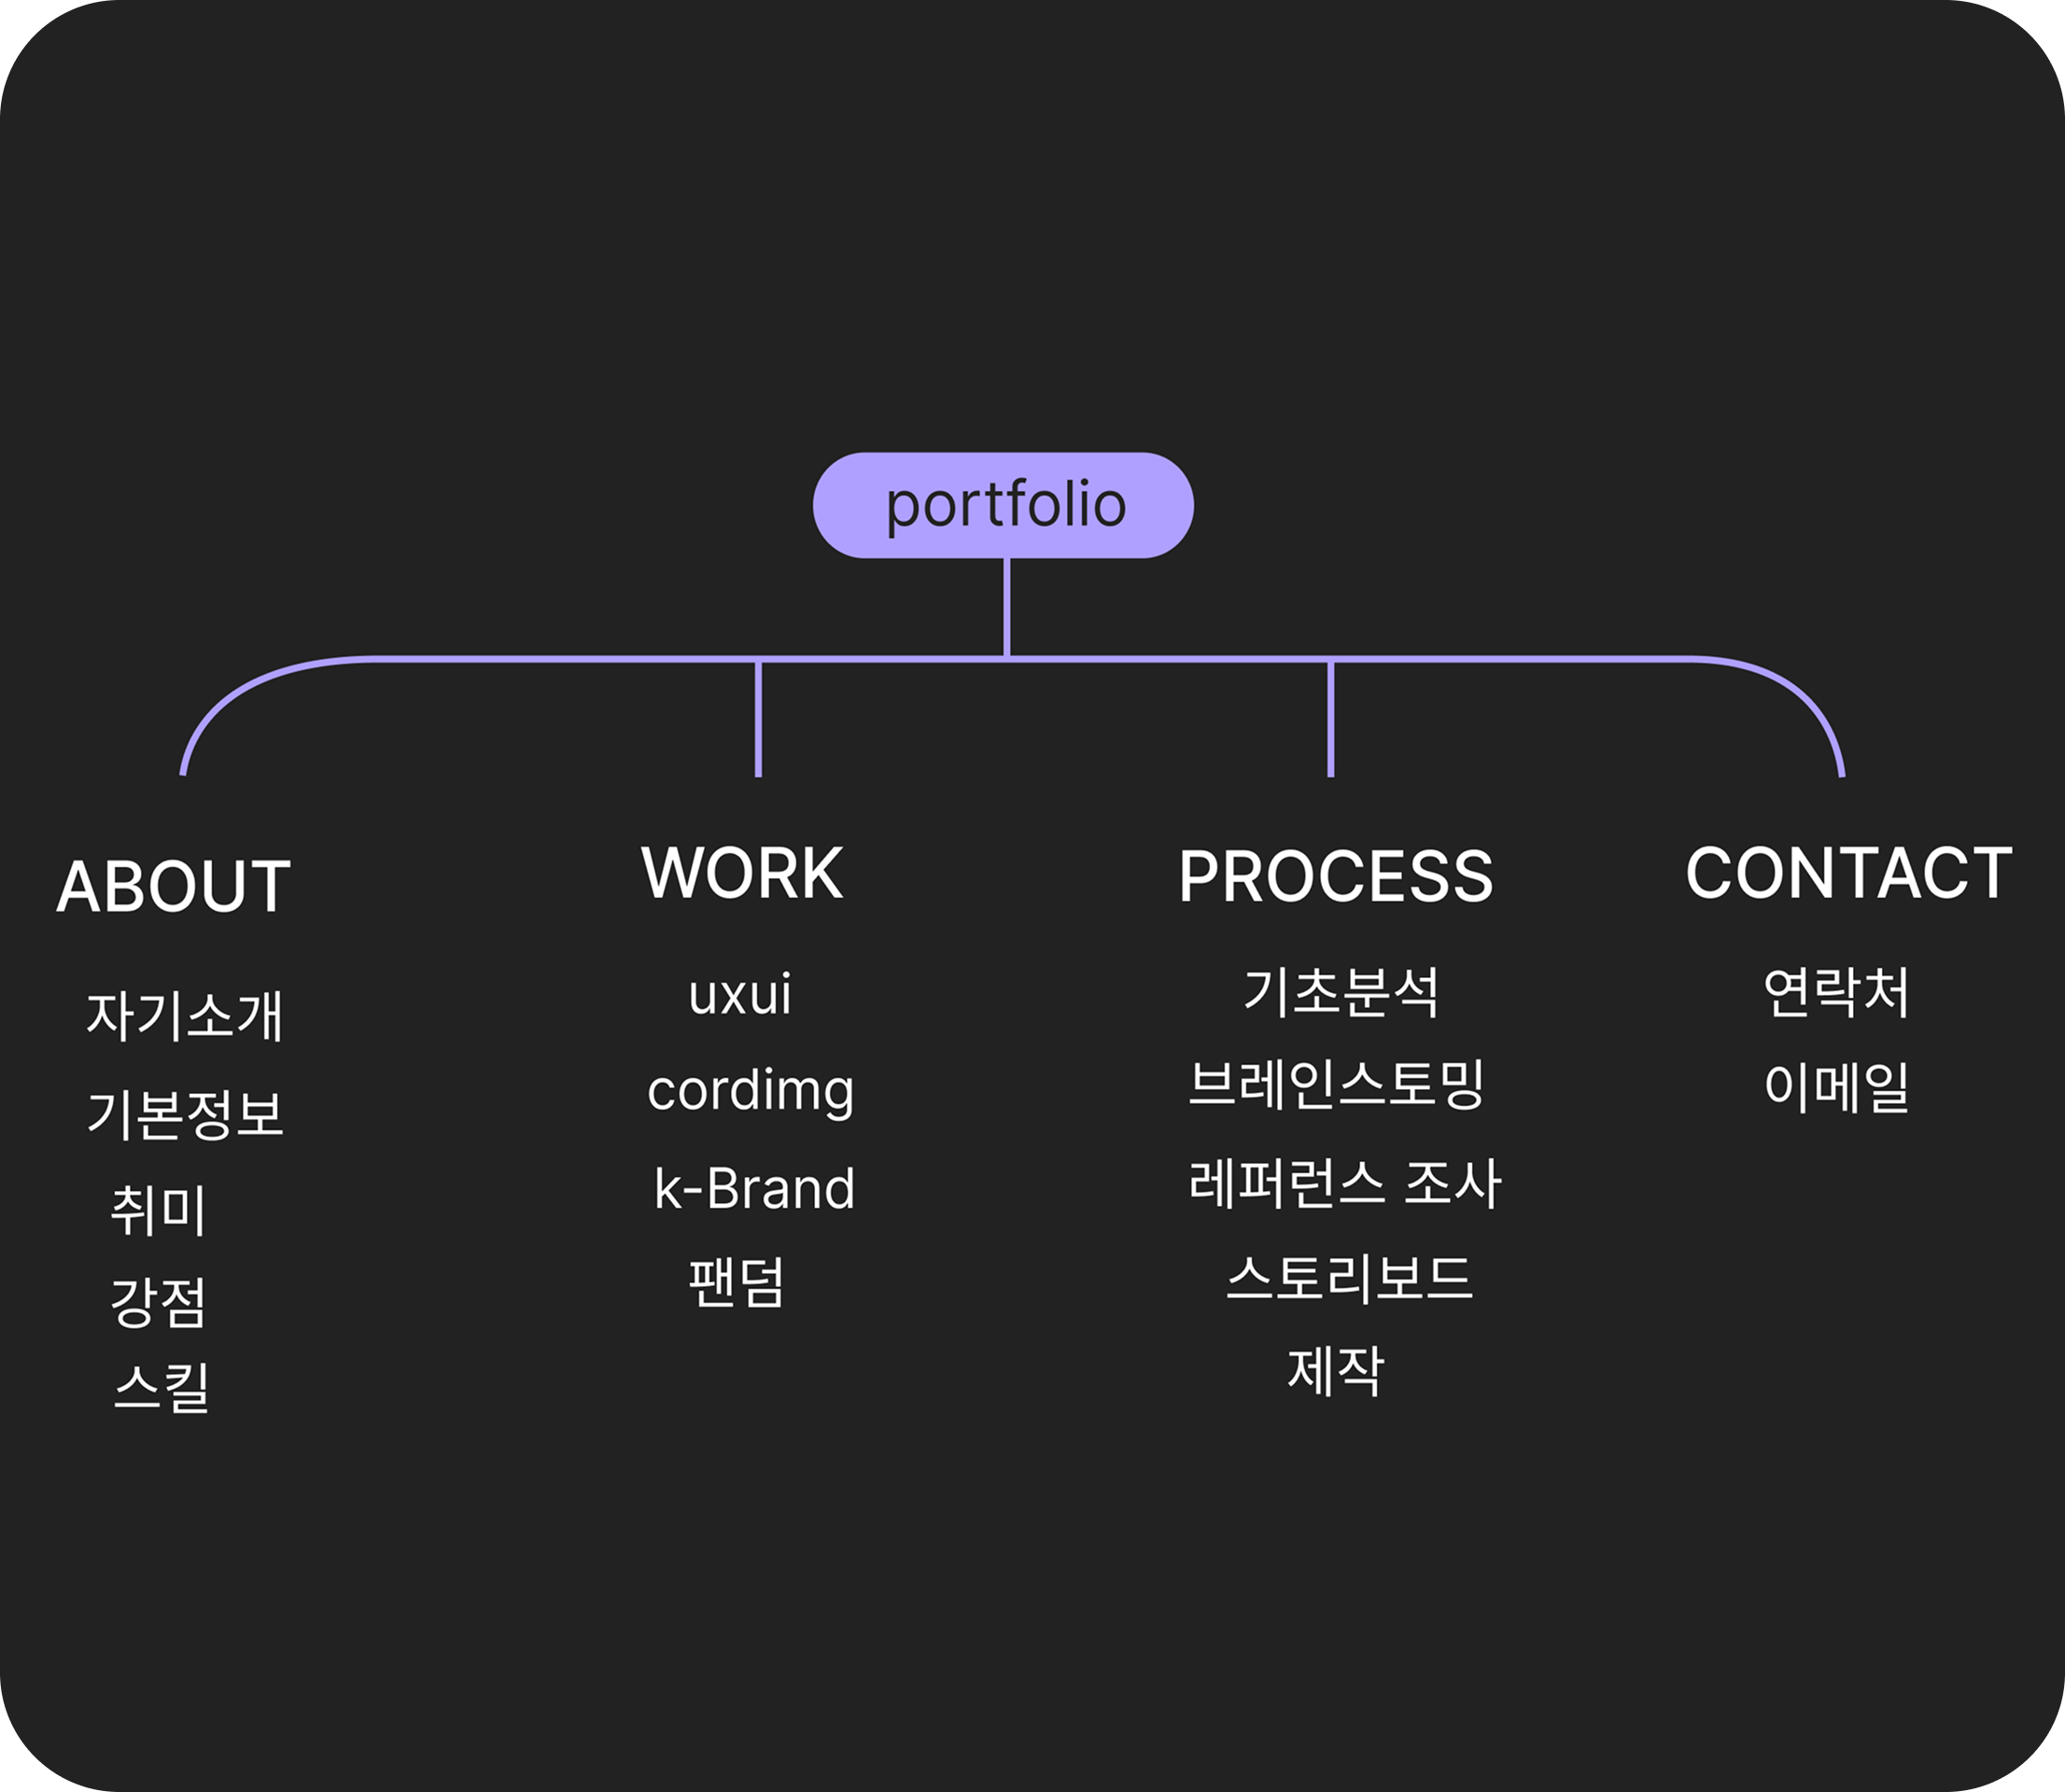 portfolio
ABOUT
자기소개
기본정보
취미
강점
스킬
WORK
uxui
cording
k-Brand
팬덤
PROCESS
기초분석
브레인스토밍
레퍼런스 조사
스토리보드
제작
CONTACT
연락처
이메일